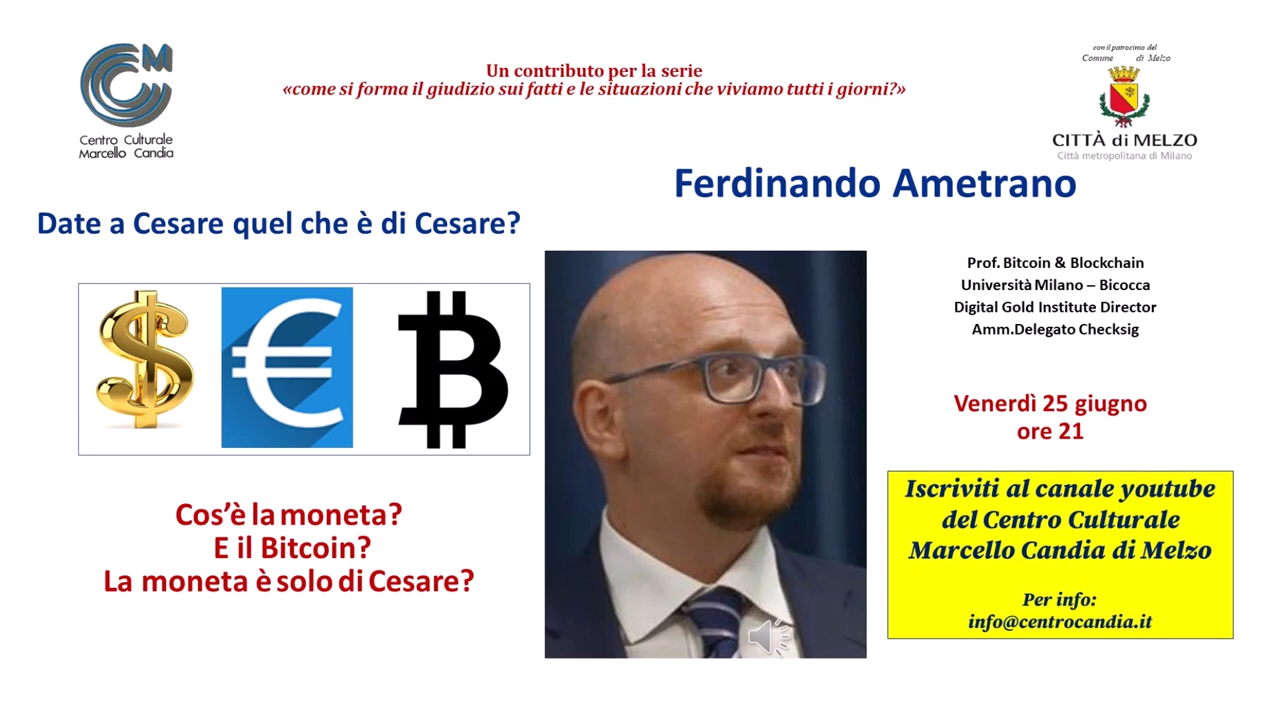 Centro Culturale
Marcello Candia
Un contributo per la serie
«come si forma il giudizio sui fatti e le situazioni che viviamo tutti i giorni?»
con il patrocinio del
Comune di Melzo
CITTÀ di MELZO
Città metropolitana di Milano
Ferdinando Ametrano
Date a Cesare quel che è di Cesare?
Prof. Bitcoin & Blockchain
Università Milano – Bicocca
Digital Gold Institute Director
Amm.Delegato Checksig
Venerdì 25 giugno
ore 21
Cos’è la moneta?
E il Bitcoin?
La moneta è solo di Cesare?
Iscriviti al canale youtube
del Centro Culturale
Marcello Candia di Melzo
Per info:
info@centrocandia.it